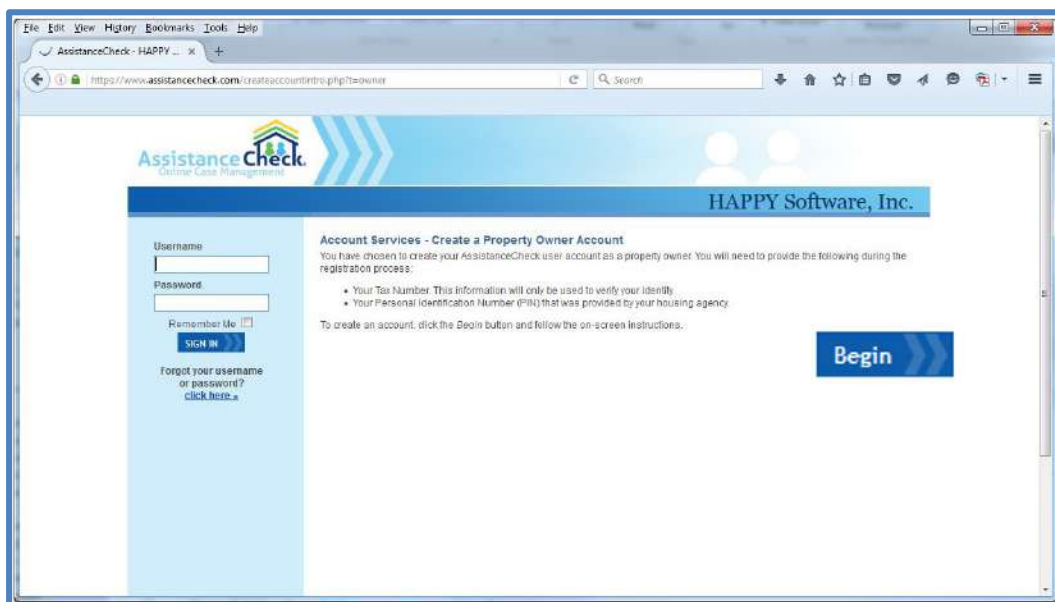 File Edit View History Bookmarks Tools Help
AssistanceCheck - HAPPY ... × +
https://www.assistancecheck.com/createaccountintro.php?t=owner
Search
AssistanceCheck.
Online Case Management
HAPPY Software, Inc.
Username
Password
Remember Me
SIGN IN
Forgot your username
or password?
click here »
Account Services - Create a Property Owner Account
You have chosen to create your AssistanceCheck user account as a property owner. You will need to provide the following during the
registration process:
• Your Tax Number. This information will only be used to verify your identity.
• Your Personal Identification Number (PIN) that was provided by your housing agency.
To create an account, click the Begin button and follow the on-screen instructions.
Begin